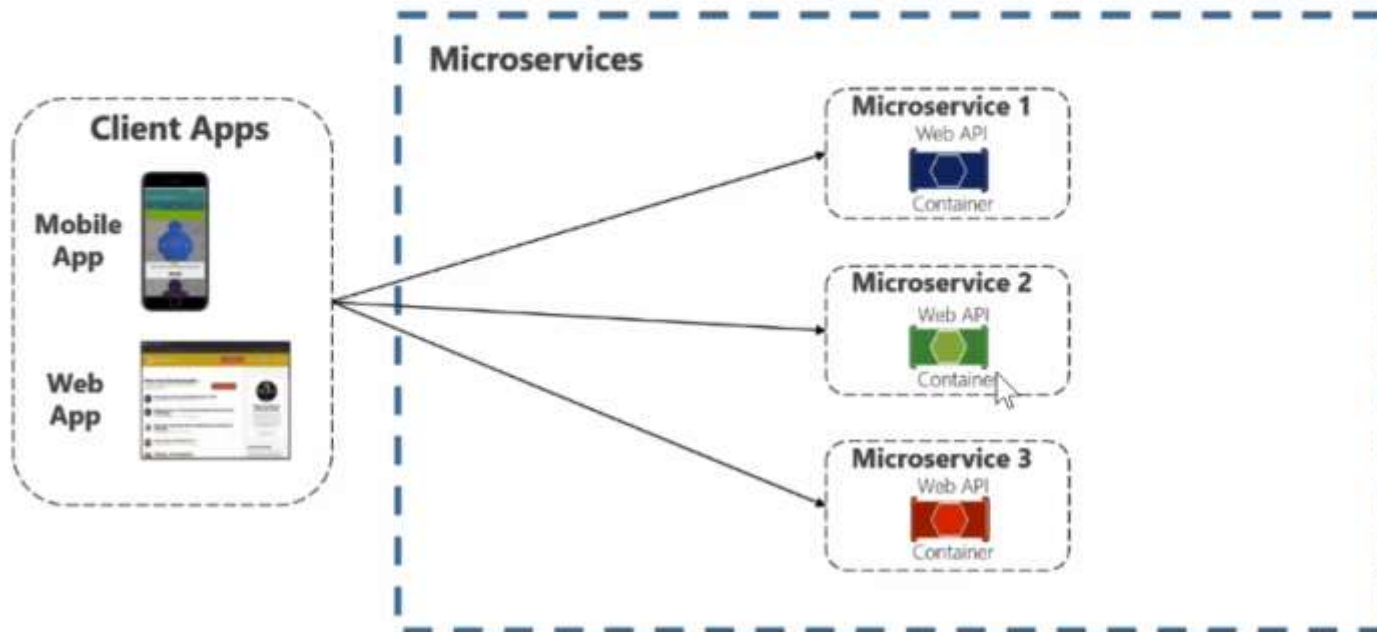 Microservices
Client Apps
Mobile
App
Web
App
Microservice 1
Web API
Container
Microservice 2
Web API
Container
Microservice 3
Web API
Container